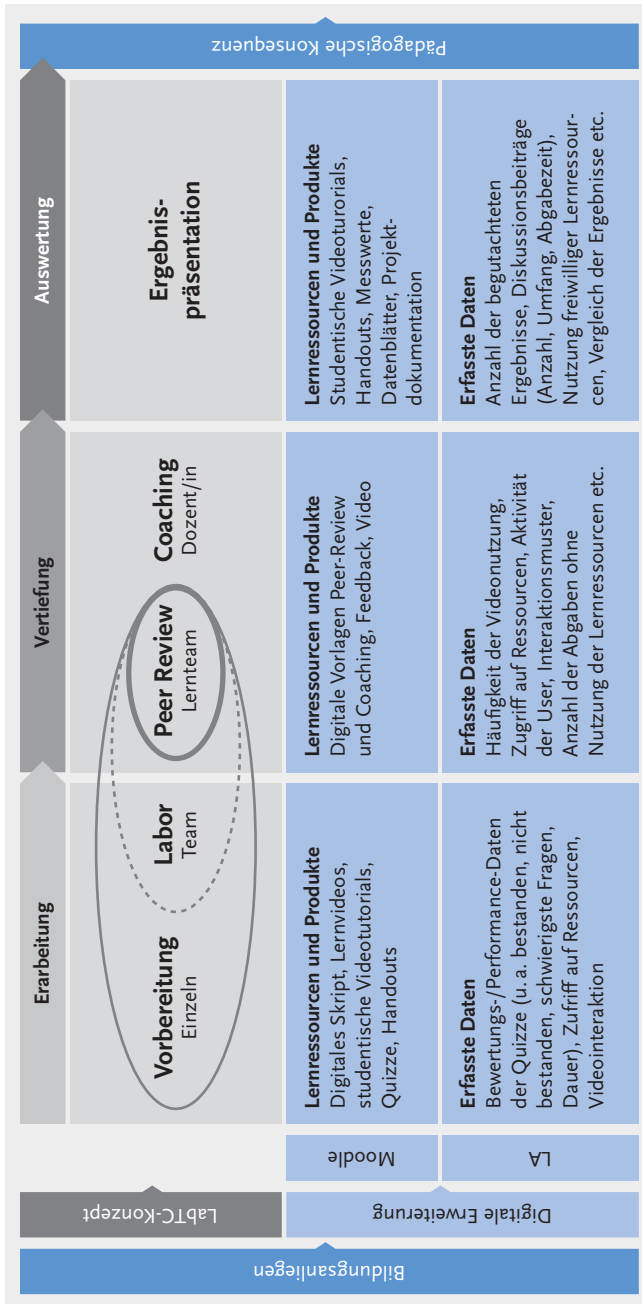 Bildungsanliegen
LabTC-Konzept
Digitale Erweiterung
Moodle
LA
Erarbeitung
Vertiefung
Auswertung
Vorbereitung
Einzeln
Labor
Team
Peer Review
Lernteam
Coaching
Dozent/in
Ergebnis-
präsentation
Lernressourcen und Produkte
Digitales Skript, Lernvideos,
studentische Videotutorials,
Quizze, Handouts
Lernressourcen und Produkte
Digitale Vorlagen Peer-Review
und Coaching, Feedback, Video
Lernressourcen und Produkte
Studentische Videoturorials,
Handouts, Messwerte,
Datenblätter, Projekt-
dokumentation
Erfasste Daten
Bewertungs-/Performance-Daten
der Quizze (u. a. bestanden, nicht
bestanden, schwierigste Fragen,
Dauer), Zufriff auf Ressourcen,
Videointeraktion
Erfasste Daten
Häufigkeit der Videonutzung,
Zugriff auf Ressourcen, Aktivität
der User, Interaktionsmuster,
Anzahl der Abgaben ohne
Nutzung der Lernressourcen etc.
Erfasste Daten
Anzahl der begutachteten
Ergebnisse, Diskussionsbeiträge
(Anzahl, Umfang, Abgabezeit),
Nutzung freiwilliger Lernressour-
cen, Vergleich der Ergebnisse etc.
Pädagogische Konsequenz